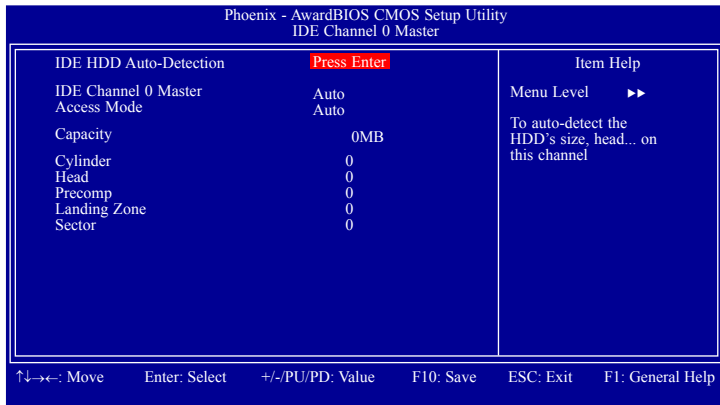 Phoenix - AwardBIOS CMOS Setup Utility
IDE Channel 0 Master
IDE HDD Auto-Detection Press Enter
IDE Channel 0 Master Auto
Access Mode Auto
Capacity 0MB
Cylinder 0
Head 0
Precomp 0
Landing Zone 0
Sector 0
Item Help
Menu Level ►►
To auto-detect the
HDD’s size, head... on
this channel
↑↓→←: Move Enter: Select +/-/PU/PD: Value F10: Save ESC: Exit F1: General Help